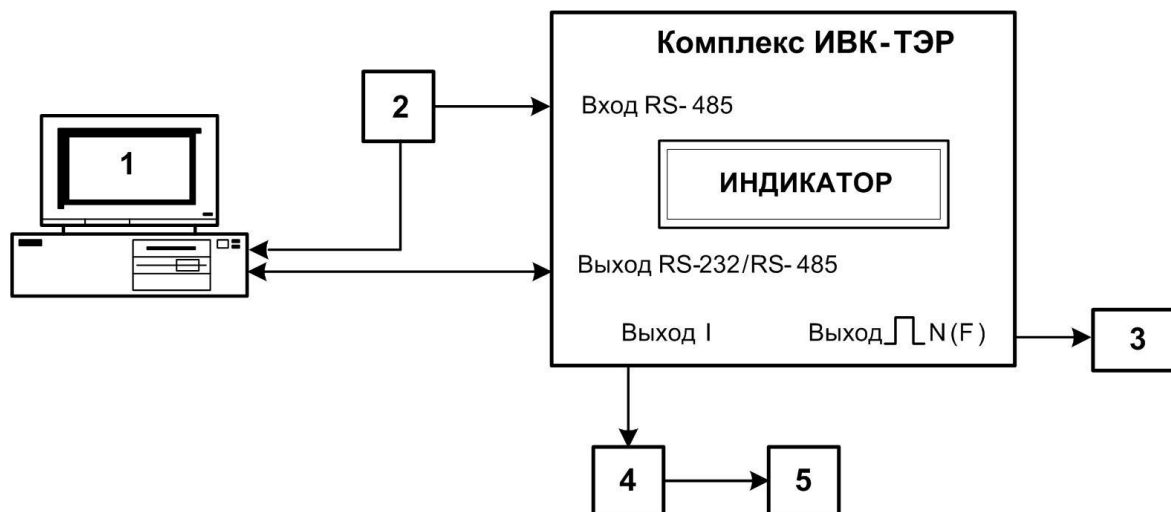 Комплекс ИВК-ТЭР
2
Вход RS-485
1
ИНДИКАТОР
Выход RS-232/RS-485
Выход I
Выход N(F)
3
4
5